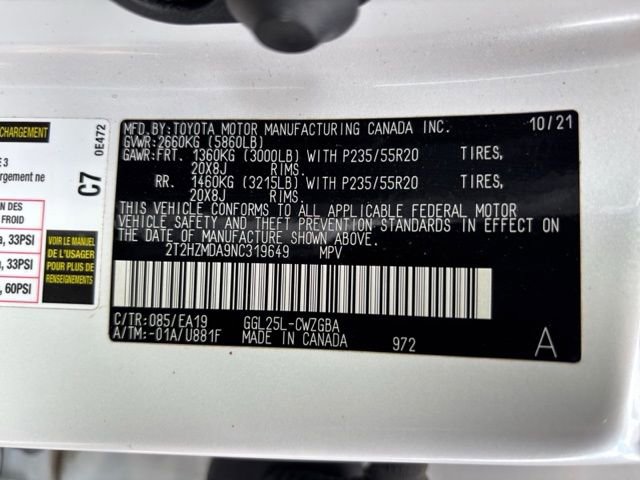 CHARGEMENT
0E472
E 3
argement ne
C7
ON DES
FROID
a, 33PSI
a, 33PSI
, 60PSI
VOIR LE MANUEL
DE L'USAGER
POUR PLUS DE
RENSEIGNEMENTS
MFD.BY:TOYOTA MOTOR MANUFACTURING CANADA INC. 10/21
GVWR:2660KG (5860LB)
GAWR:FRT. 1360KG (3000LB) WITH P235/55R20 TIRES,
20X8J RIMS.
RR. 1460KG (3215LB) WITH P235/55R20 TIRES,
20X8J RIMS.
THIS VEHICLE CONFORMS TO ALL APPLICABLE FEDERAL MOTOR
VEHICLE SAFETY AND THEFT PREVENTION STANDARDS IN EFFECT ON
THE DATE OF MANUFACTURE SHOWN ABOVE.
2T2HZMDA9NC319649 MPV
C/TR:085/EA19 GGL25L-CWZGBA
A/TM:-01A/U881F MADE IN CANADA 972 A